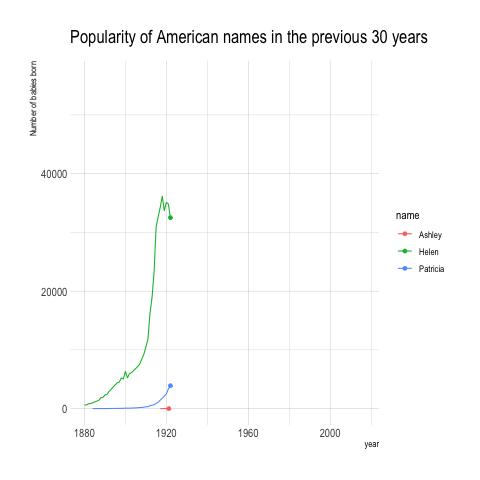 Popularity of American names in the previous 30 years
Number of babies born
40000
20000
0
1880
1920
1960
2000
year
name
Ashley
Helen
Patricia